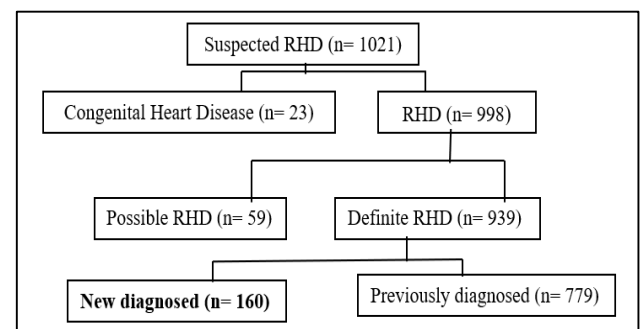 Suspected RHD (n= 1021)
Congenital Heart Disease (n= 23)
RHD (n= 998)
Possible RHD (n= 59)
Definite RHD (n= 939)
New diagnosed (n= 160)
Previously diagnosed (n= 779)